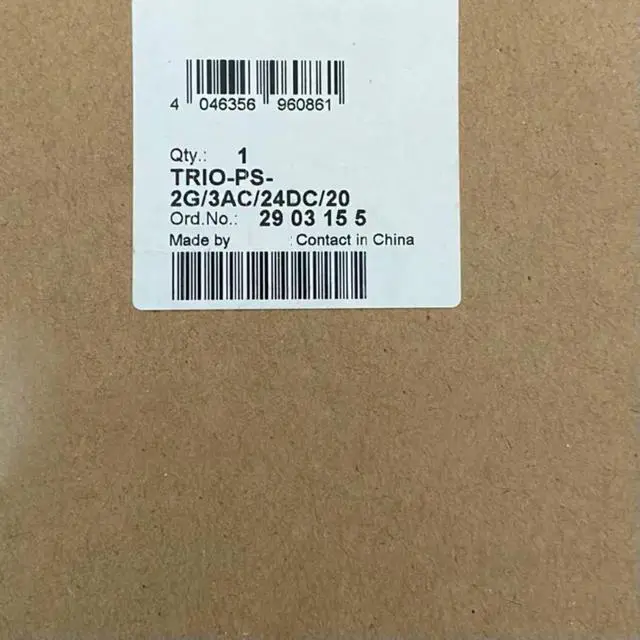 4 046356 960861
Qty.: 1
TRIO-PS-
2G/3AC/24DC/20
Ord.No.: 29 03 15 5
Made by : Contact in China